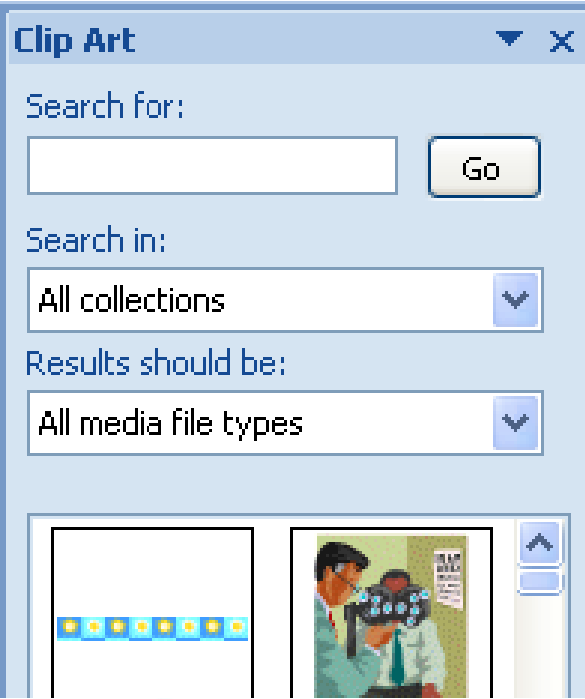 Clip Art
Search for:
Go
Search in:
All collections
Results should be:
All media file types